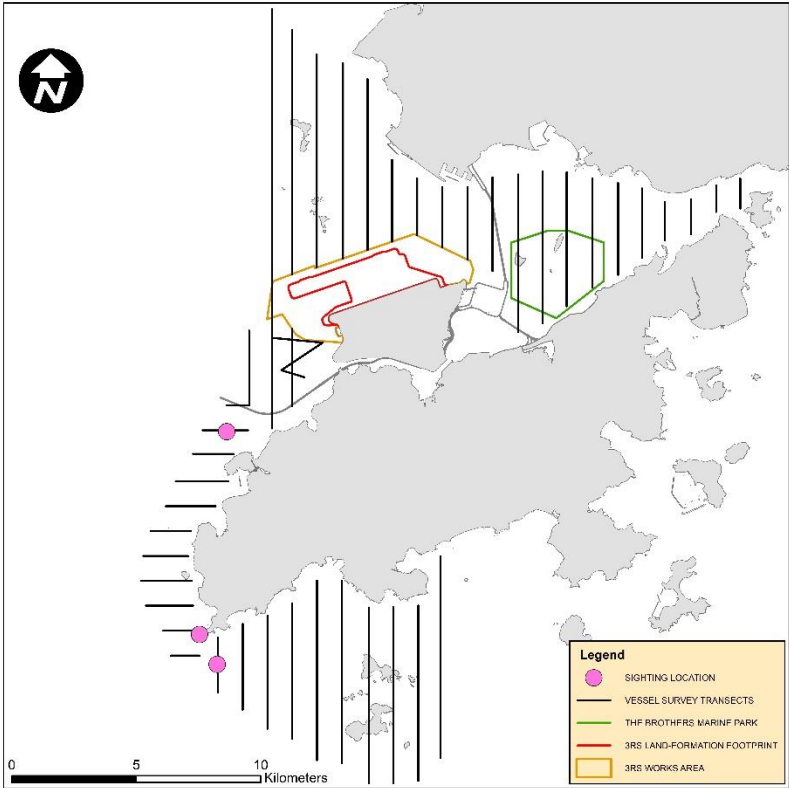 N
Legend
SIGHTING LOCATION
VESSEL SURVEY TRANSECTS
THE BROTHERS MARINE PARK
3RS LAND-FORMATION FOOTPRINT
3RS WORKS AREA
0 5 10
Kilometers